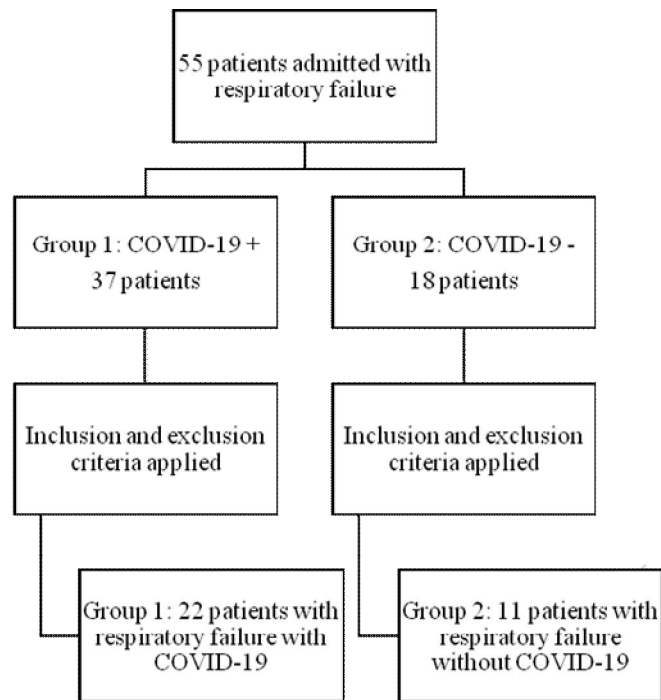 55 patients admitted with
respiratory failure
Group 1: COVID-19 +
37 patients
Group 2: COVID-19 -
18 patients
Inclusion and exclusion
criteria applied
Inclusion and exclusion
criteria applied
Group 1: 22 patients with
respiratory failure with
COVID-19
Group 2: 11 patients with
respiratory failure
without COVID-19